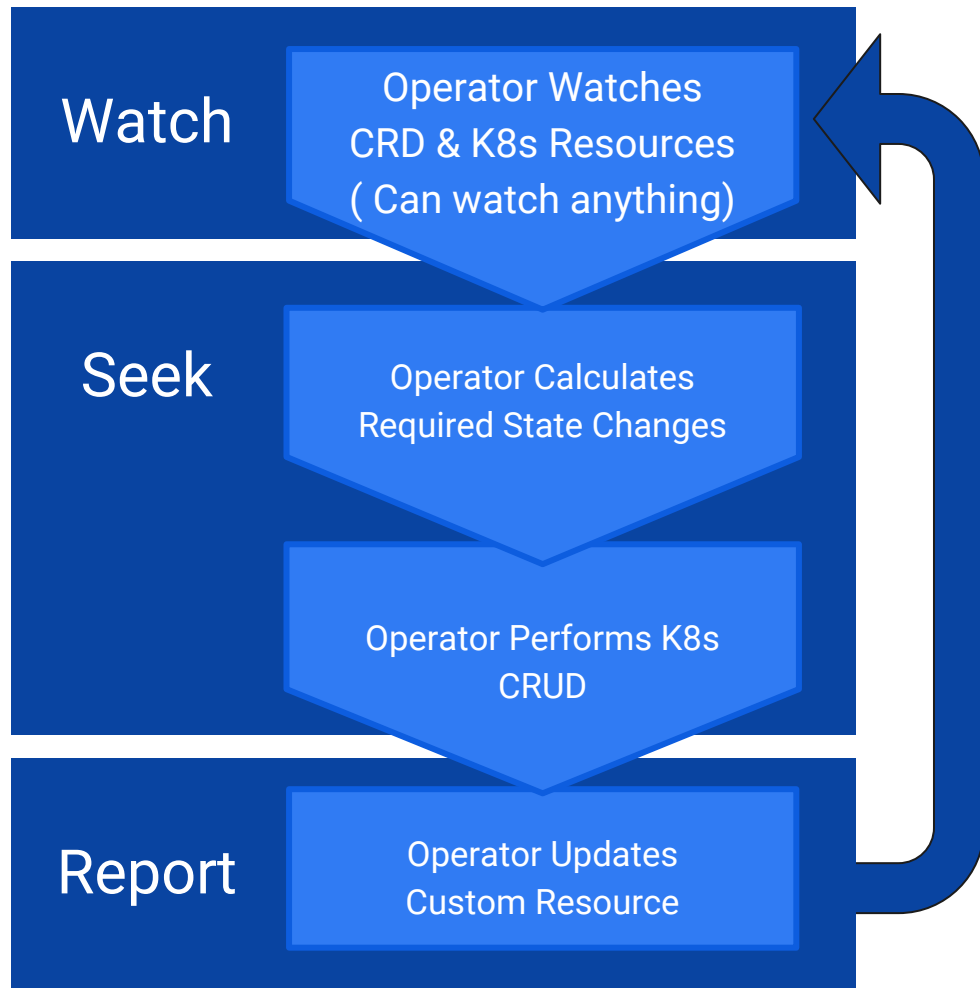 Watch
Operator Watches
CRD & K8s Resources
( Can watch anything)
Seek
Operator Calculates
Required State Changes
Operator Performs K8s
CRUD
Report
Operator Updates
Custom Resource